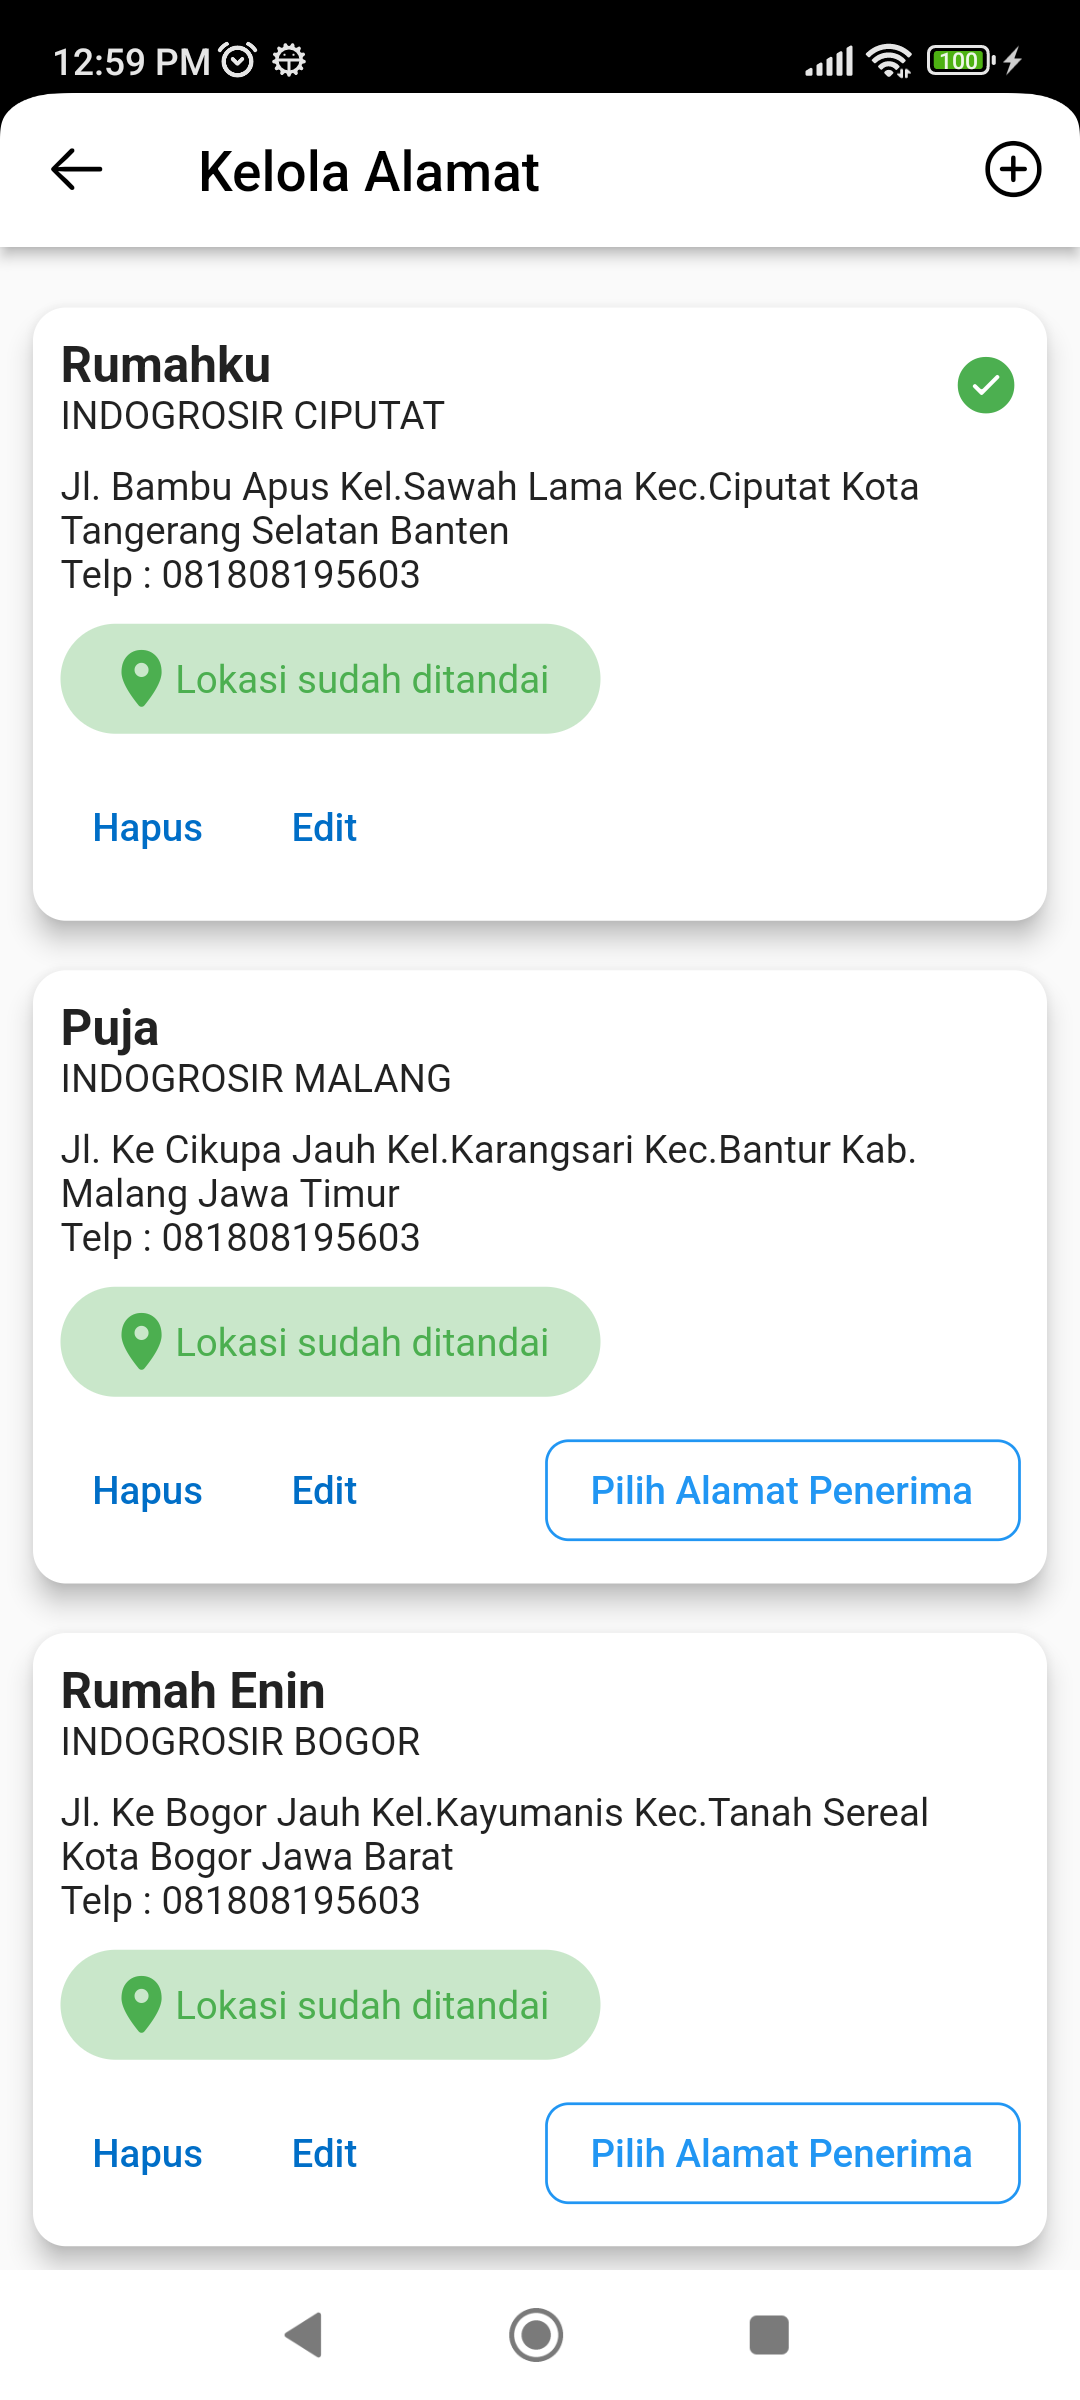 12:59 PM
100
Kelola Alamat
Rumahku
INDOGROSIR CIPUTAT
Jl. Bambu Apus Kel.Sawah Lama Kec.Ciputat Kota
Tangerang Selatan Banten
Telp : 081808195603
Lokasi sudah ditandai
Hapus Edit
Puja
INDOGROSIR MALANG
Jl. Ke Cikupa Jauh Kel.Karangsari Kec.Bantur Kab.
Malang Jawa Timur
Telp : 081808195603
Lokasi sudah ditandai
Hapus Edit Pilih Alamat Penerima
Rumah Enin
INDOGROSIR BOGOR
Jl. Ke Bogor Jauh Kel.Kayumanis Kec.Tanah Sereal
Kota Bogor Jawa Barat
Telp : 081808195603
Lokasi sudah ditandai
Hapus Edit Pilih Alamat Penerima